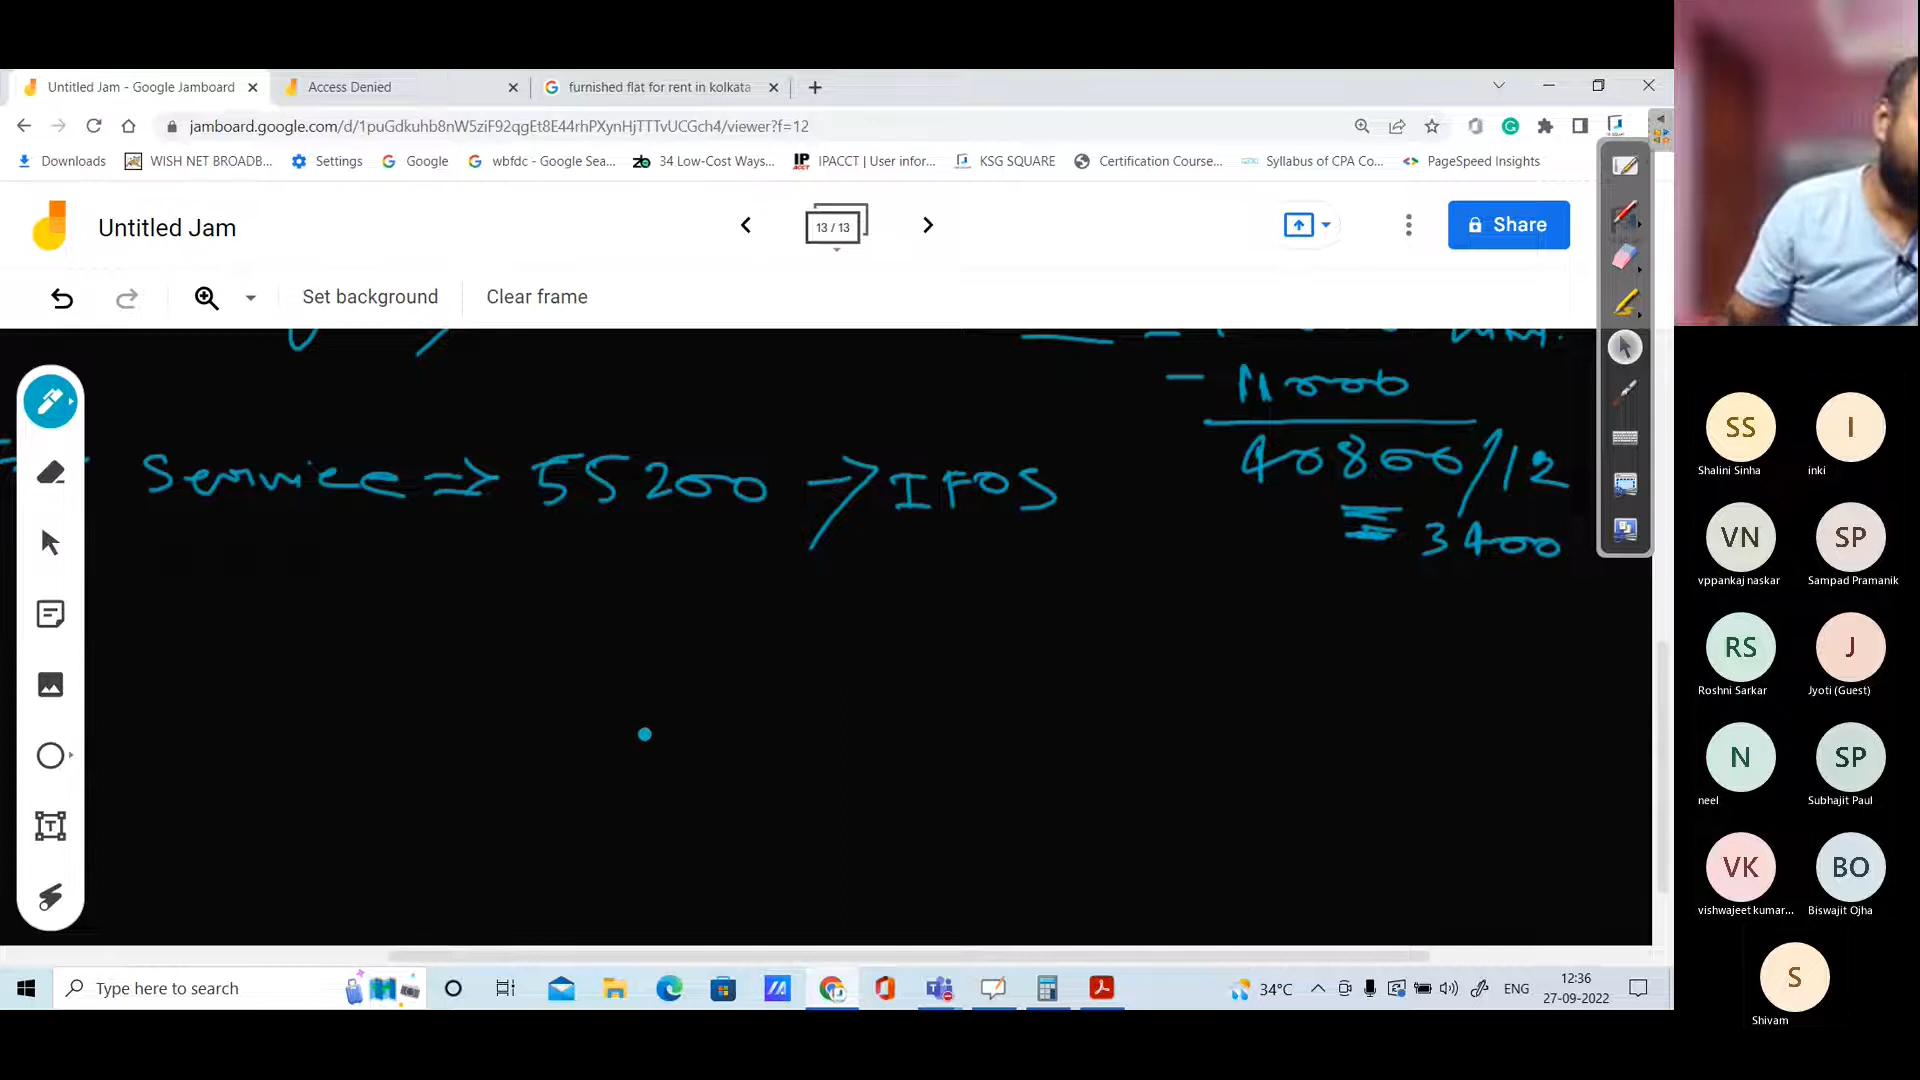 Untitled Jam - Google Jamboard
Access Denied
furnished flat for rent in kolkata
jamboard.google.com/d/1puGdkuhb8nW5ziF92qgEt8E44rhPXynHjTTTvUCGch4/viewer?f=12
Downloads
WISH NET BROADB...
Settings
Google
wbfdc - Google Sea...
34 Low-Cost Ways...
IPACCT | User infor...
KSG SQUARE
Certification Course...
Syllabus of CPA Co...
PageSpeed Insights
Untitled Jam
13 / 13
Share
Set background
Clear frame
- 11000
40800/12
= 3400
Service => 55200 → IFOS
SS
Shalini Sinha
I
inki
VN
vppankaj naskar
SP
Sampad Pramanik
RS
Roshni Sarkar
J
Jyoti (Guest)
N
neel
SP
Subhajit Paul
VK
vishwajeet kumar...
BO
Biswajit Ojha
S
Shivam
Type here to search
34°C
ENG
12:36
27-09-2022